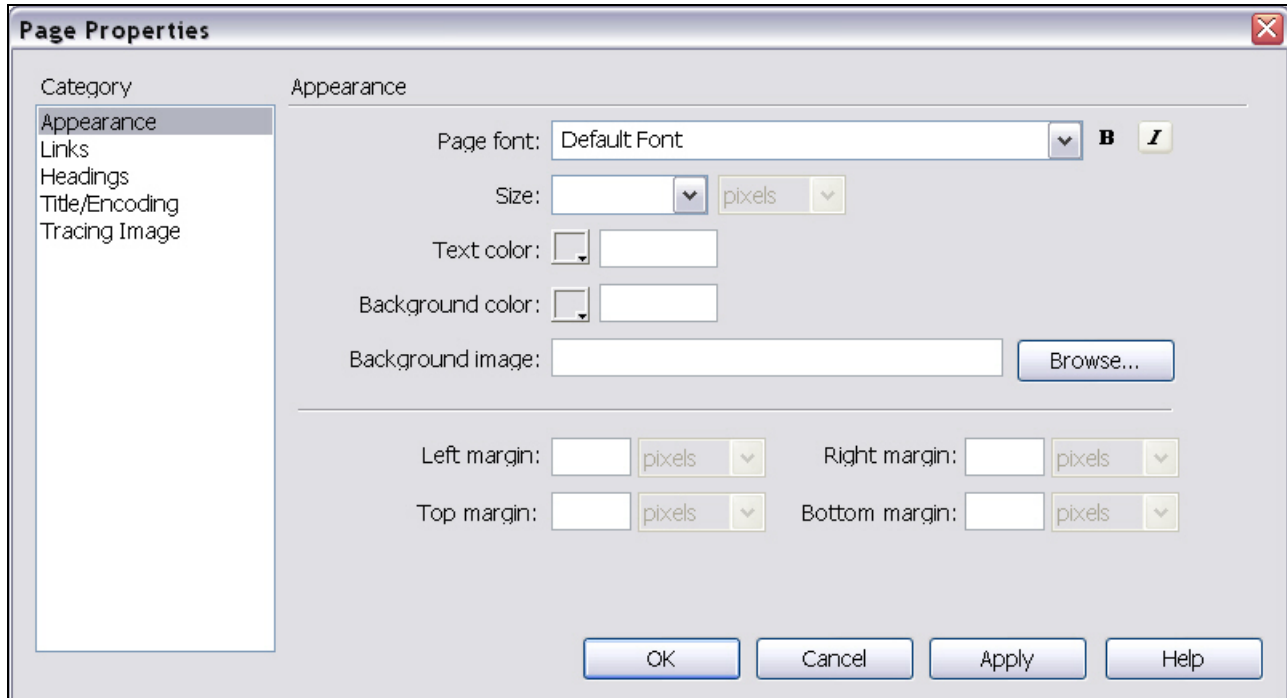 Page Properties
Category
Appearance
Links
Headings
Title/Encoding
Tracing Image
Appearance
Page font: Default Font B I
Size: pixels
Text color:
Background color:
Background image: Browse...
Left margin: pixels Right margin: pixels
Top margin: pixels Bottom margin: pixels
OK Cancel Apply Help